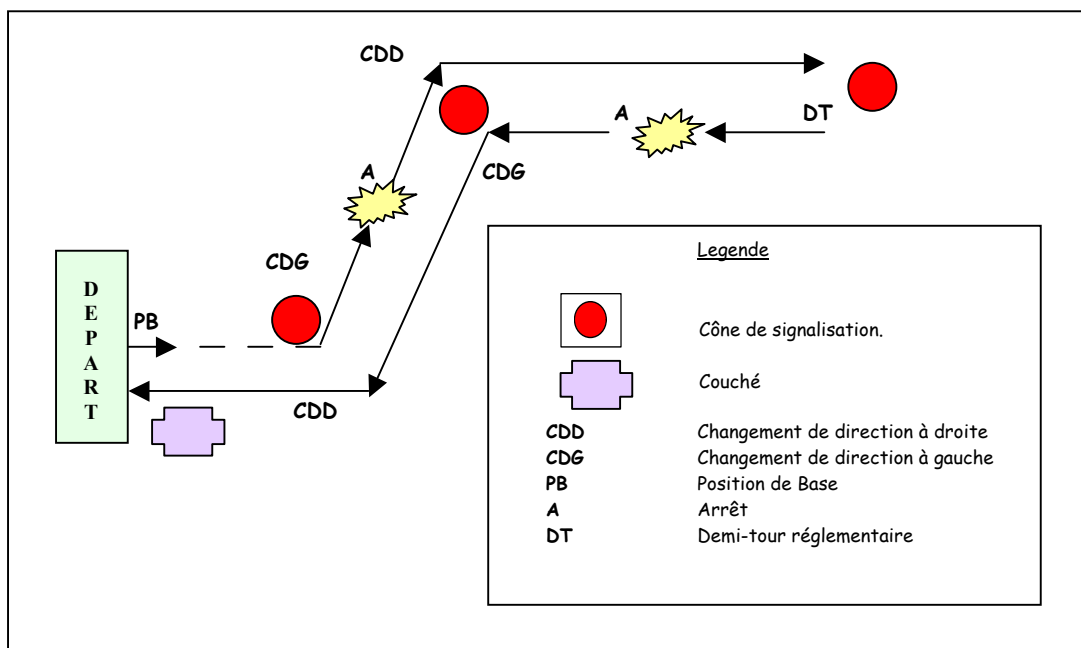 CDD
A
DT
CDG
A
CDG
DEPART
PB
CDD
Legende
Cône de signalisation.
Couché
CDD Changement de direction à droite
CDG Changement de direction à gauche
PB Position de Base
A Arrêt
DT Demi-tour réglementaire